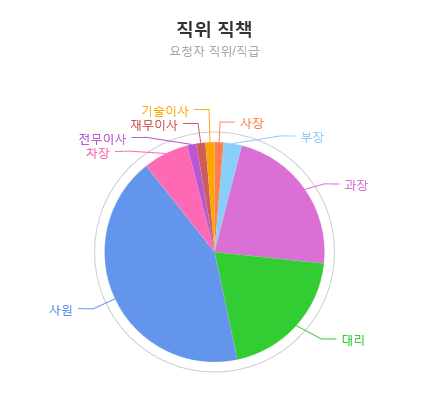 직위 직책
요청자 직위/직급
기술이사
사장
재무이사
부장
전무이사
차장
과장
사원
대리